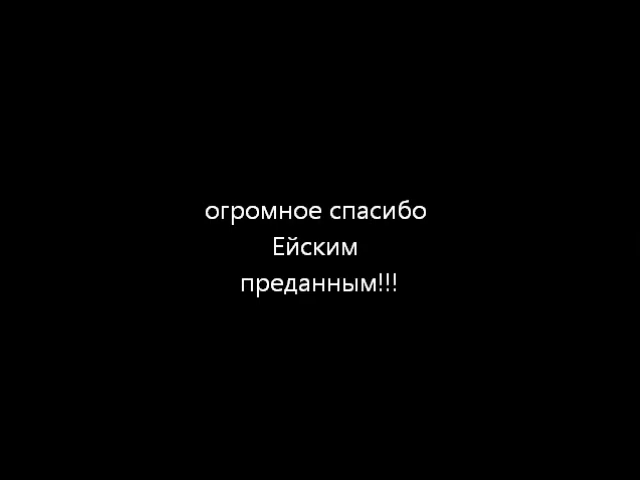 огромное спасибо
Ейским
преданным!!!